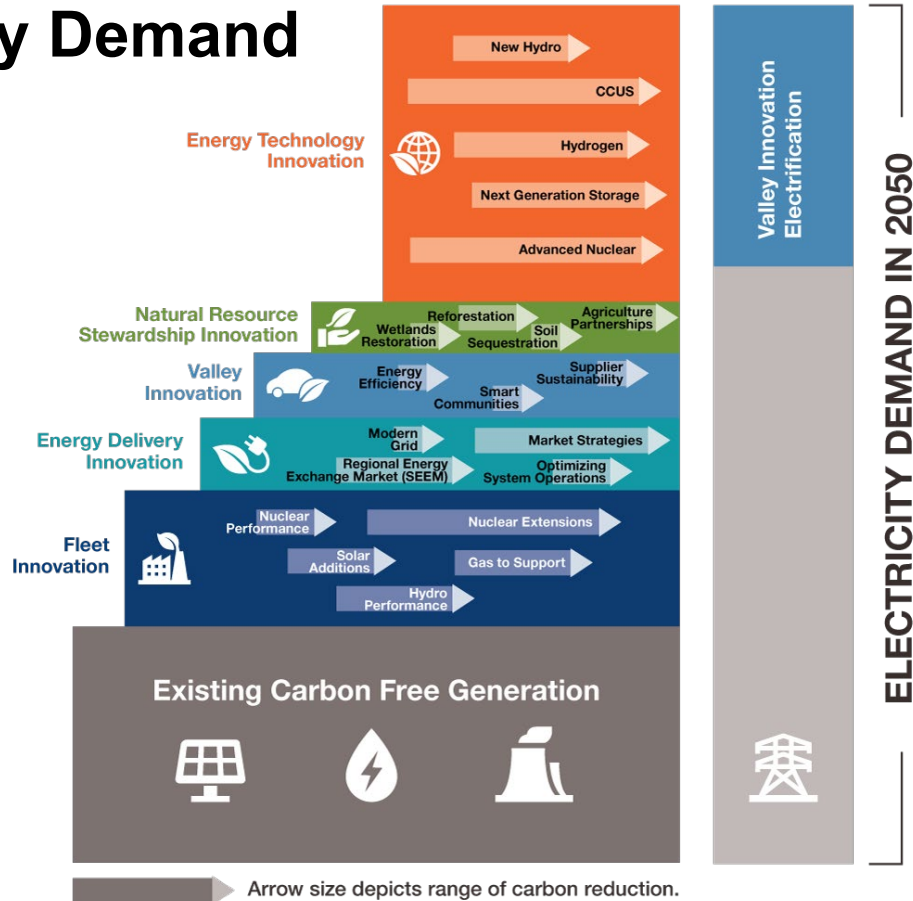 y Demand
New Hydro
CCUS
Energy Technology
Innovation
Hydrogen
Next Generation Storage
Advanced Nuclear
Natural Resource
Stewardship Innovation
Reforestation
Agriculture
Partnerships
Wetlands
Restoration
Soil
Sequestration
Valley
Innovation
Energy
Efficiency
Supplier
Sustainability
Smart
Communities
Energy Delivery
Innovation
Modern
Grid
Market Strategies
Regional Energy
Exchange Market (SEEM)
Optimizing
System Operations
Fleet
Innovation
Nuclear
Performance
Nuclear Extensions
Solar
Additions
Gas to Support
Hydro
Performance
Existing Carbon Free Generation
Valley Innovation
Electrification
ELECTRICITY DEMAND IN 2050
Arrow size depicts range of carbon reduction.